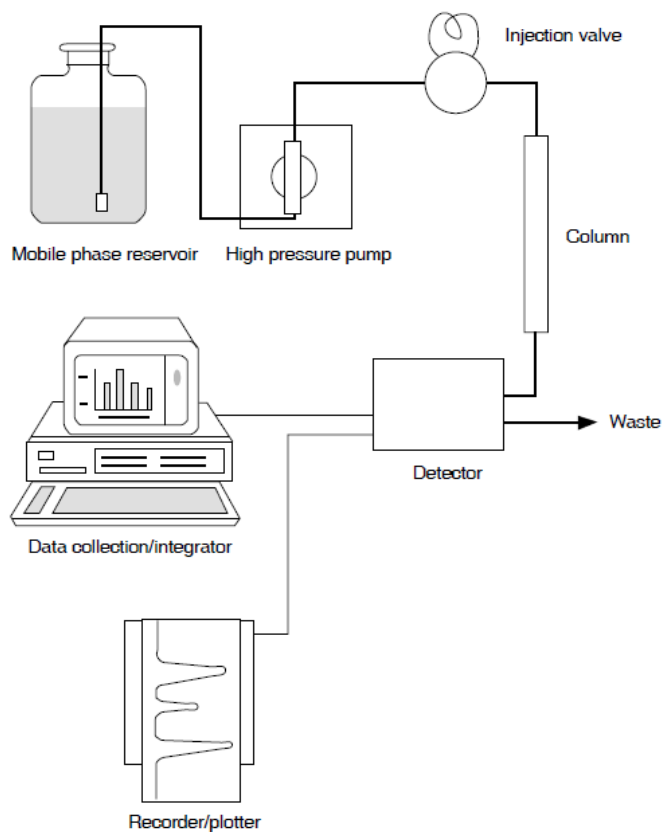 Injection valve
Mobile phase reservoir
High pressure pump
Column
Waste
Detector
Data collection/integrator
Recorder/plotter